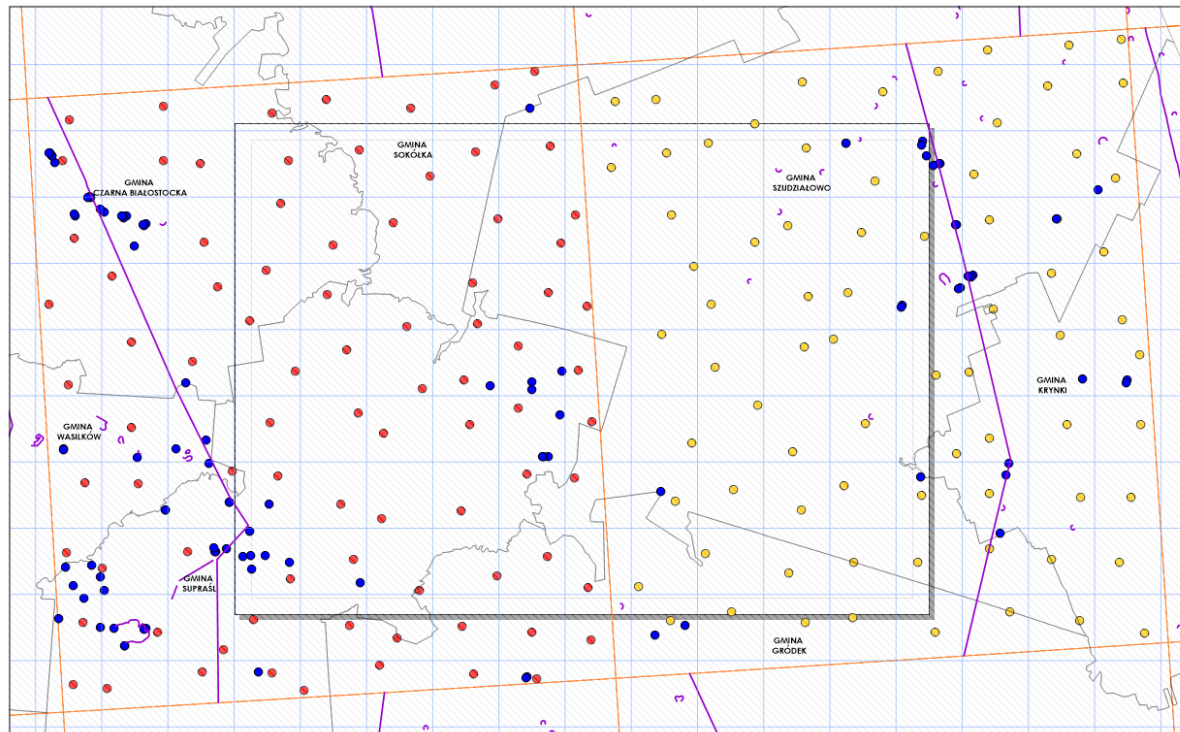 GMINA
SOKÓŁKA
GMINA
SZUDZIAŁOWO
GMINA
CZARNA BIAŁOSTOCKA
GMINA
KRYNKI
GMINA
WASILKÓW
GMINA
SUPRAŚL
GMINA
GRÓDEK